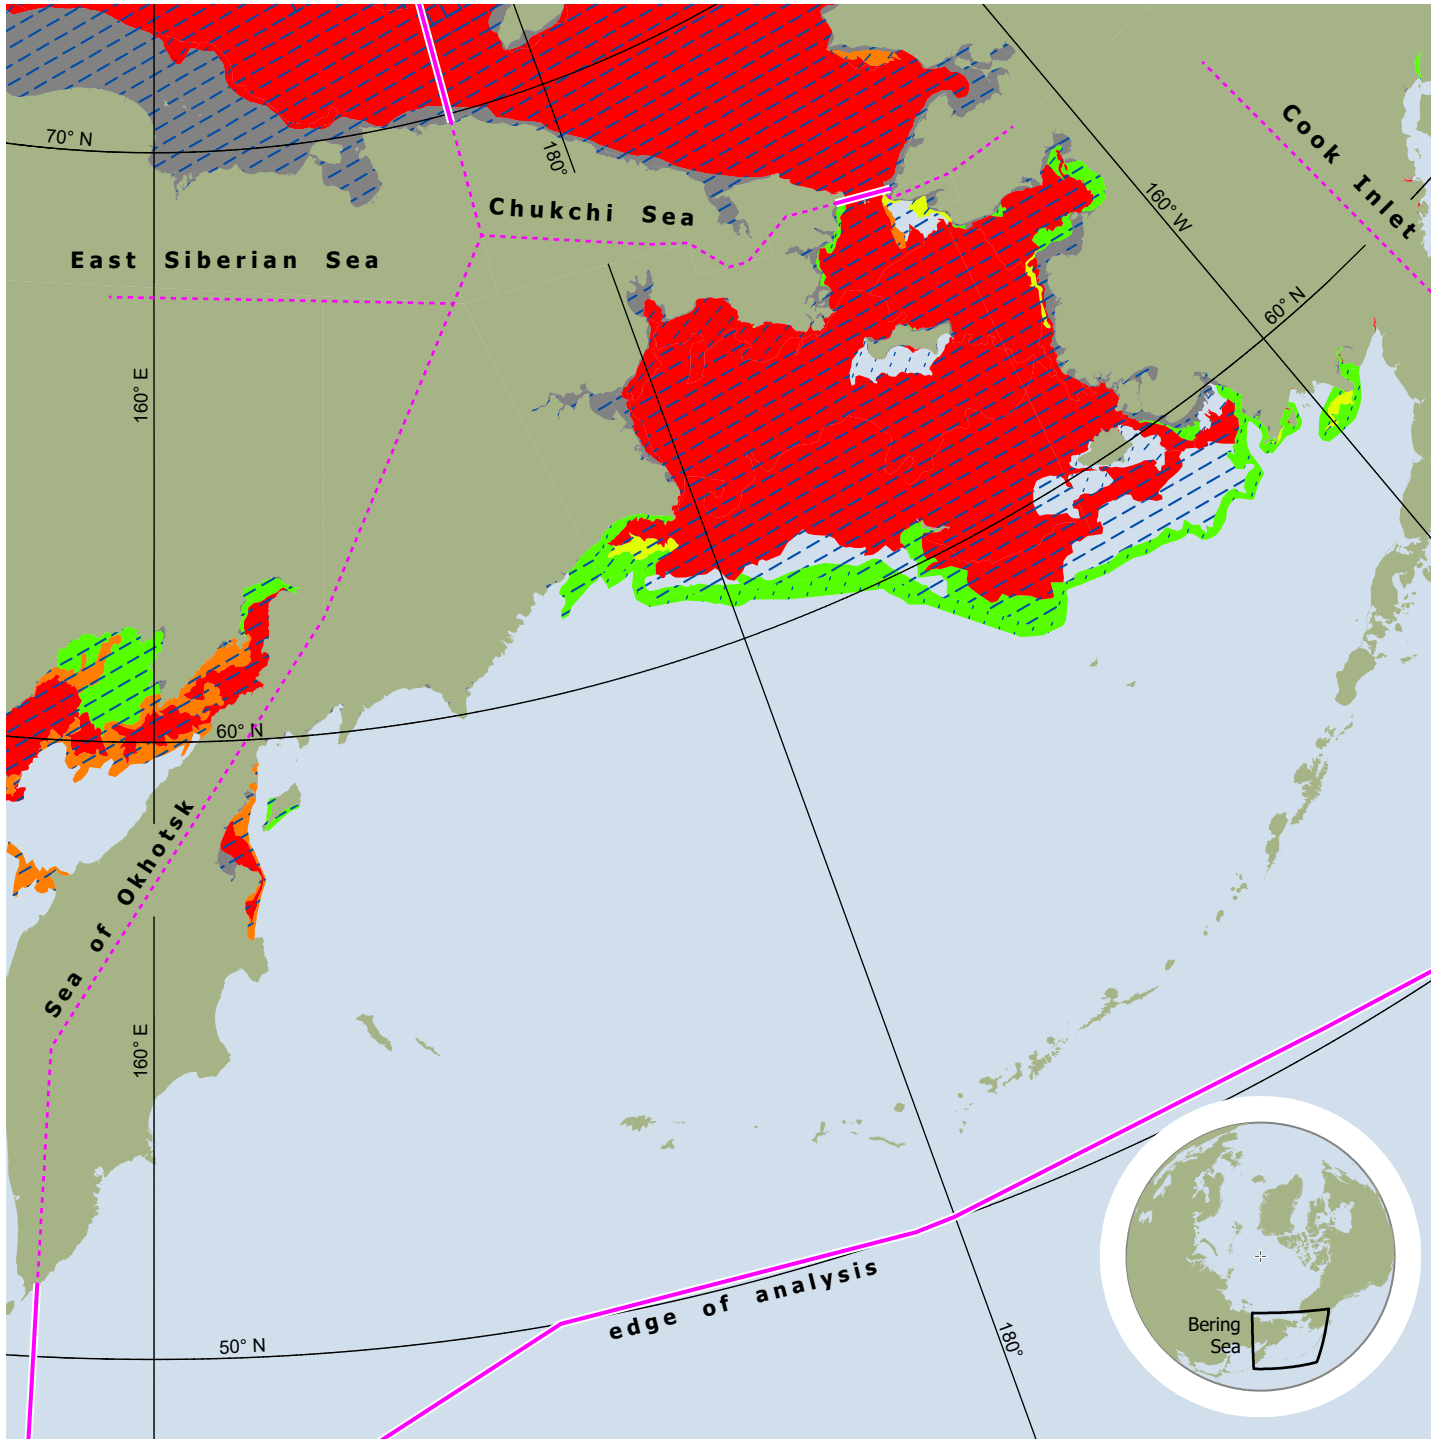 70° N
180°
Cook Inlet
160° W
Chukchi Sea
East Siberian Sea
60° N
160° E
60° N
Sea of Okhotsk
160° E
edge of analysis
180°
50° N
Bering
Sea